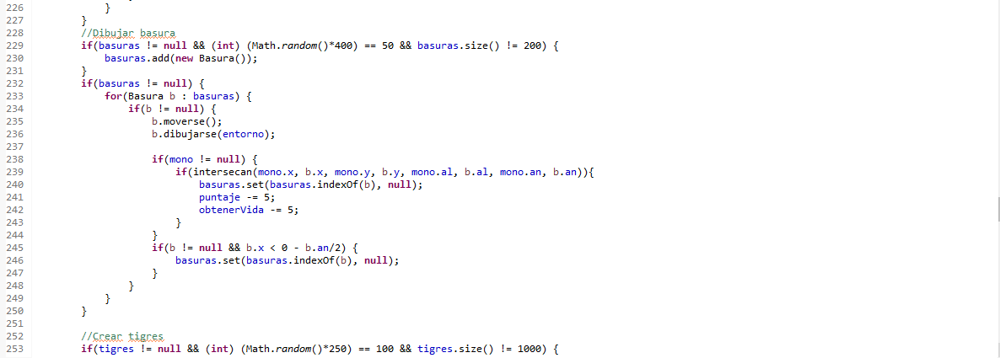 226 }
227 }
228 //Dibujar basura
229 if(basuras != null && (int) (Math.random()*400) == 50 && basuras.size() != 200) {
230 basuras.add(new Basura());
231 }
232 if(basuras != null) {
233 for(Basura b : basuras) {
234 if(b != null) {
235 b.moverse();
236 b.dibujarse(entorno);
237
238 if(mono != null) {
239 if(intersecan(mono.x, b.x, mono.y, b.y, mono.al, b.al, mono.an, b.an)){
240 basuras.set(basuras.indexOf(b), null);
241 puntaje -= 5;
242 obtenerVida -= 5;
243 }
244 }
245 if(b != null && b.x < 0 - b.an/2) {
246 basuras.set(basuras.indexOf(b), null);
247 }
248 }
249 }
250 }
251
252 //Crear tigres
253 if(tigres != null && (int) (Math.random()*250) == 100 && tigres.size() != 1000) {